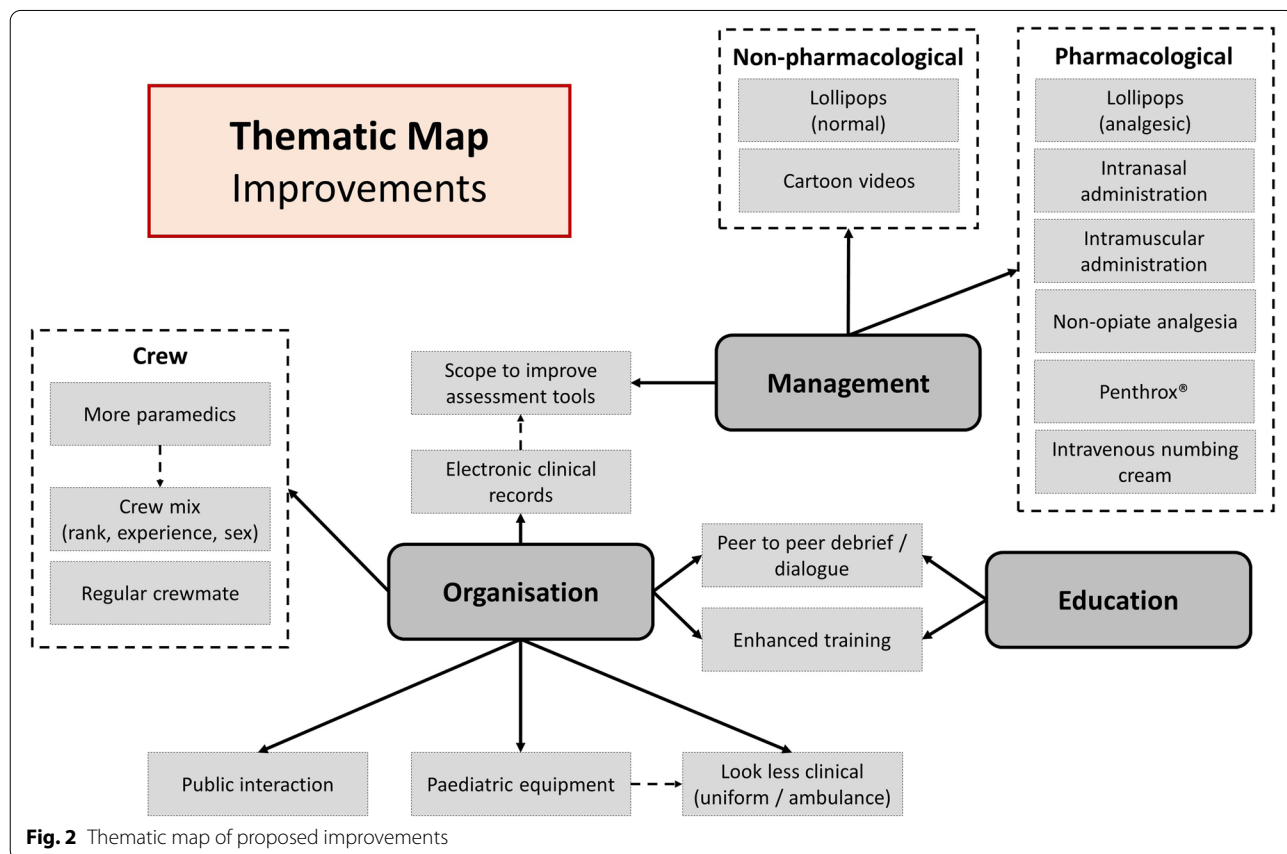 Thematic Map
Improvements
Non-pharmacological
Lollipops
(normal)
Cartoon videos
Pharmacological
Lollipops
(analgesic)
Intranasal
administration
Intramuscular
administration
Non-opiate analgesia
Penthrox®
Intravenous numbing
cream
Management
Scope to improve
assessment tools
Electronic clinical
records
Crew
More paramedics
Crew mix
(rank, experience, sex)
Regular crewmate
Organisation
Peer to peer debrief /
dialogue
Enhanced training
Education
Public interaction
Paediatric equipment
Look less clinical
(uniform / ambulance)
Fig. 2 Thematic map of proposed improvements